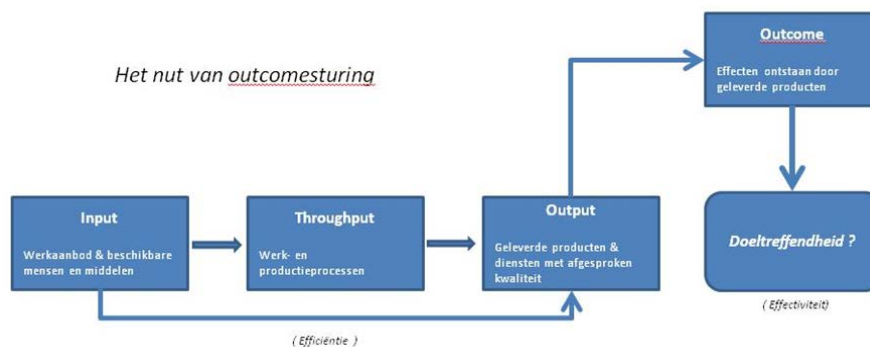 Het nut van outcomesturing
Outcome
Effecten ontstaan door
geleverde producten
Input
Werkaanbod & beschikbare
mensen en middelen
Throughput
Werk- en
productieprocessen
Output
Geleverde producten &
diensten met afgesproken
kwaliteit
Doeltreffendheid ?
( Effectiviteit)
( Efficiëntie )